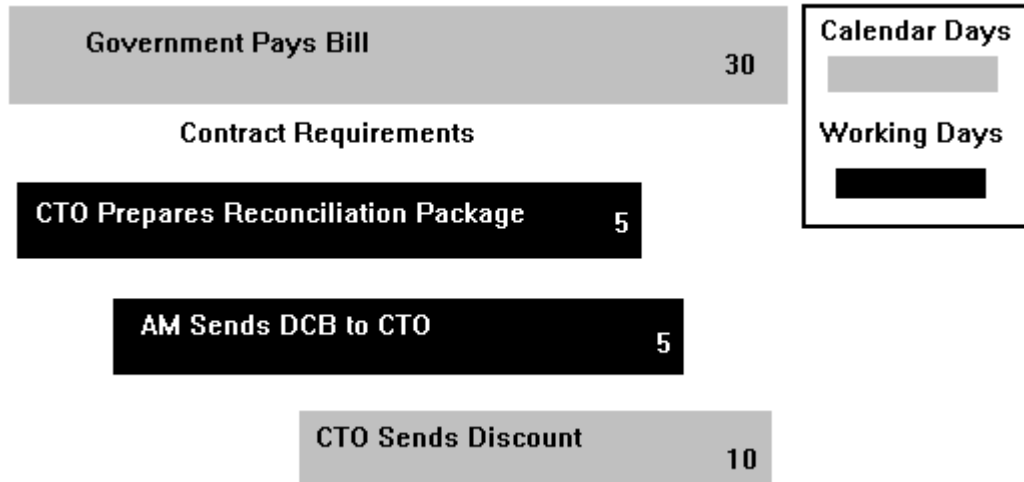 Government Pays Bill
30
Calendar Days
Contract Requirements
Working Days
CTO Prepares Reconciliation Package 5
AM Sends DCB to CTO
5
CTO Sends Discount
10